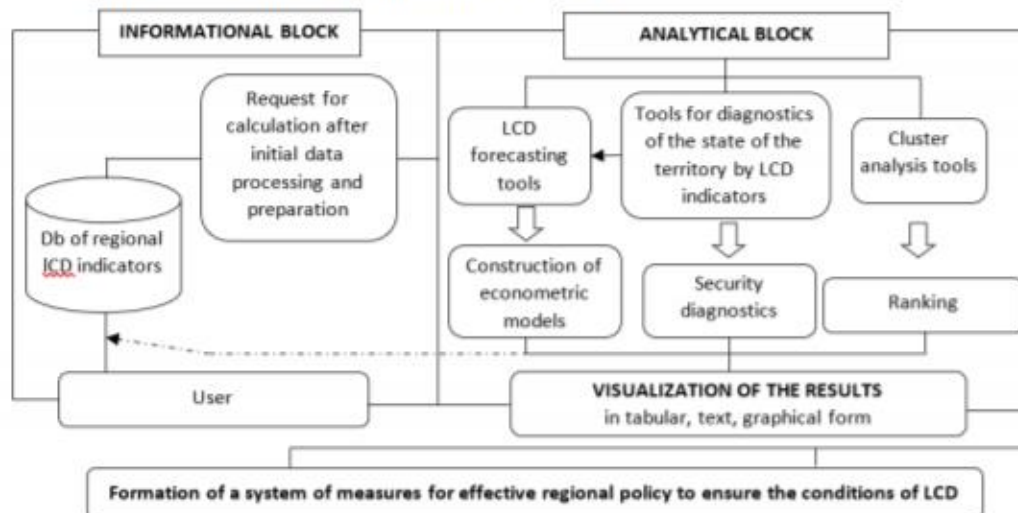 INFORMATIONAL BLOCK
ANALYTICAL BLOCK
Request for
calculation after
initial data
processing and
preparation
Db of regional
lCD indicators
User
LCD
forecasting
tools
Tools for diagnostics
of the state of the
territory by LCD
indicators
Cluster
analysis tools
Construction of
econometric
models
Security
diagnostics
Ranking
VISUALIZATION OF THE RESULTS
in tabular, text, graphical form
Formation of a system of measures for effective regional policy to ensure the conditions of LCD